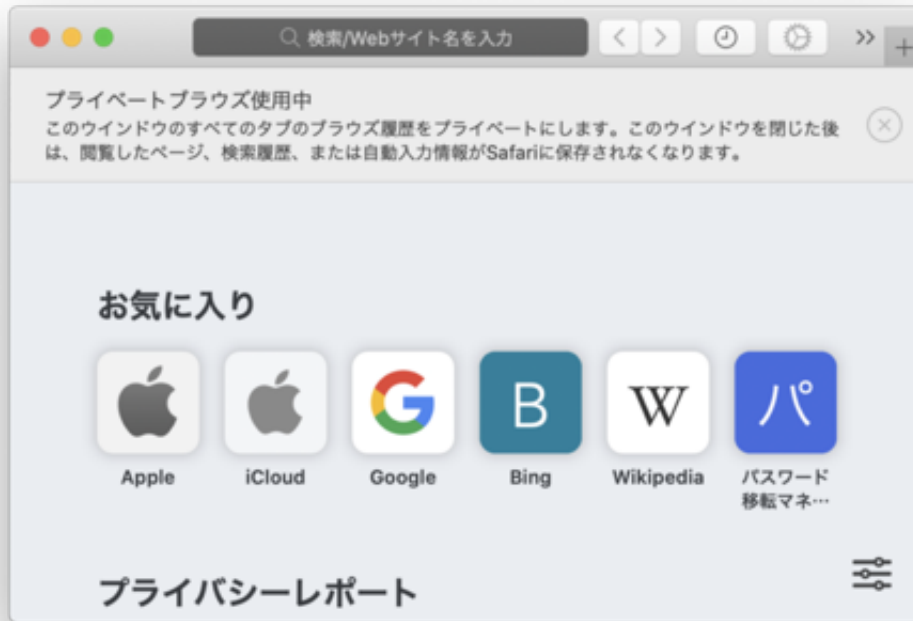 検索/Webサイト名を入力
プライベートブラウズ使用中
このウインドウのすべてのタブのブラウズ履歴をプライベートにします。このウインドウを閉じた後
は、閲覧したページ、検索履歴、または自動入力情報がSafariに保存されなくなります。
お気に入り
B
W
パ
Apple
iCloud
Google
Bing
Wikipedia
パスワード
移転マネ…
プライバシーレポート